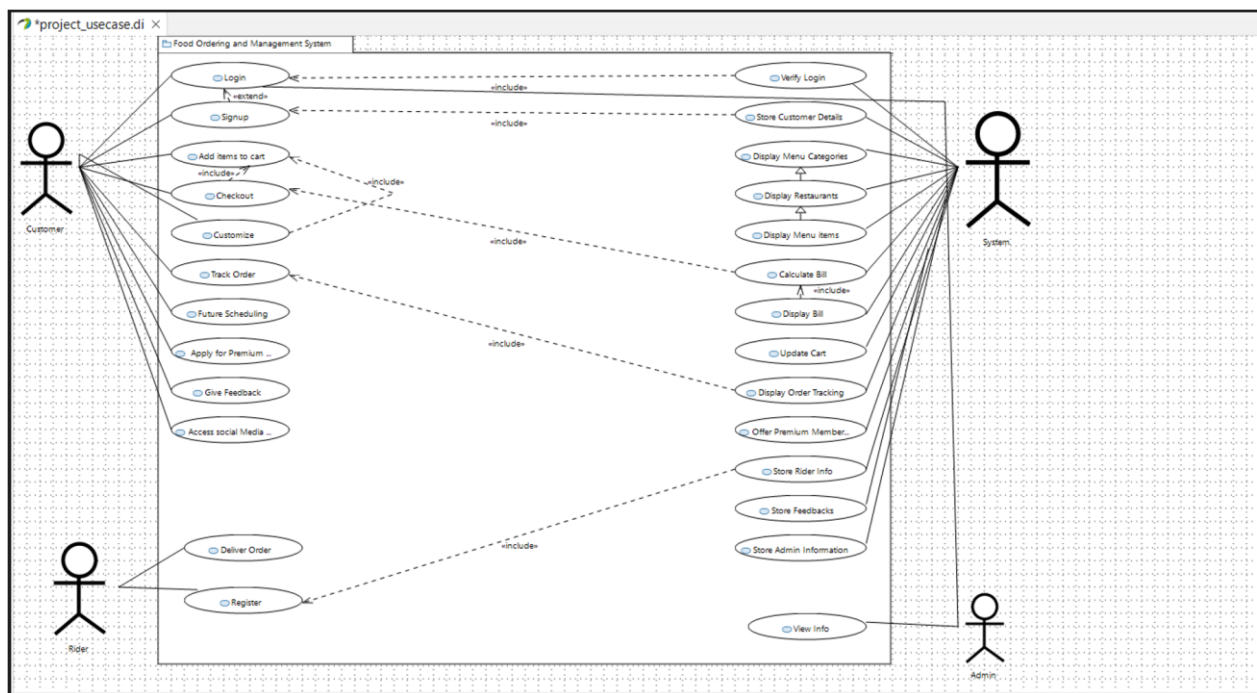 *project_usecase.di
Food Ordering and Management System
Login
Verify Login
«include»
«extend»
Signup
Store Customer Details
«include»
Add items to cart
Display Menu Categories
«include»
«include»
Checkout
Display Restaurants
Customer
Customize
Display Menu items
«include»
System
Track Order
Calculate Bill
«include»
Future Scheduling
Display Bill
«include»
Apply for Premium ...
Update Cart
Give Feedback
Display Order Tracking
Access social Media ...
Offer Premium Member...
Store Rider Info
Store Feedbacks
«include»
Deliver Order
Store Admin Information
Register
View Info
Rider
Admin